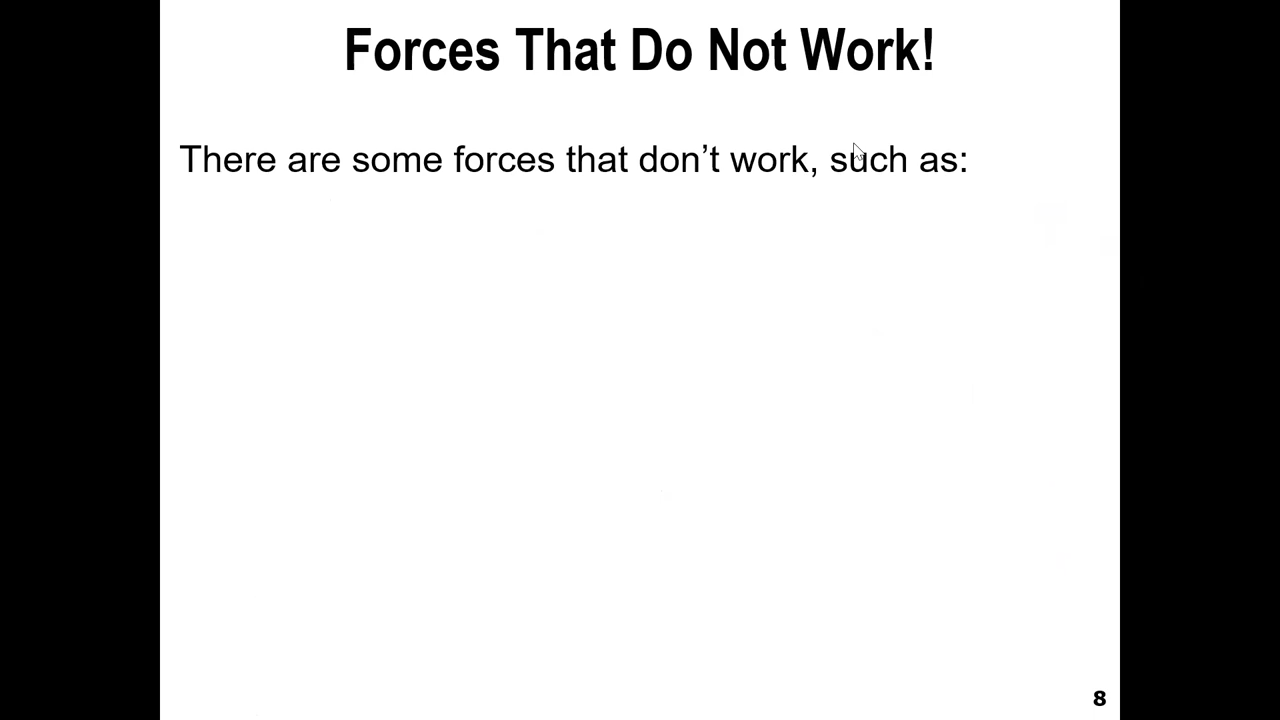 Forces That Do Not Work!
There are some forces that don’t work, such as:
8